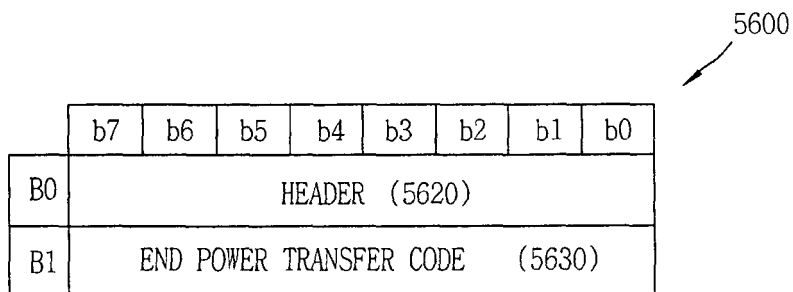 5600
b7 b6 b5 b4 b3 b2 b1 b0
B0 HEADER (5620)
B1 END POWER TRANSFER CODE (5630)